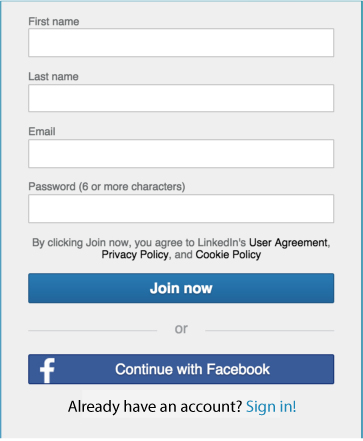 First name
Last name
Email
Password (6 or more characters)
By clicking Join now, you agree to LinkedIn's User Agreement,
Privacy Policy, and Cookie Policy
Join now
or
f Continue with Facebook
Already have an account? Sign in!